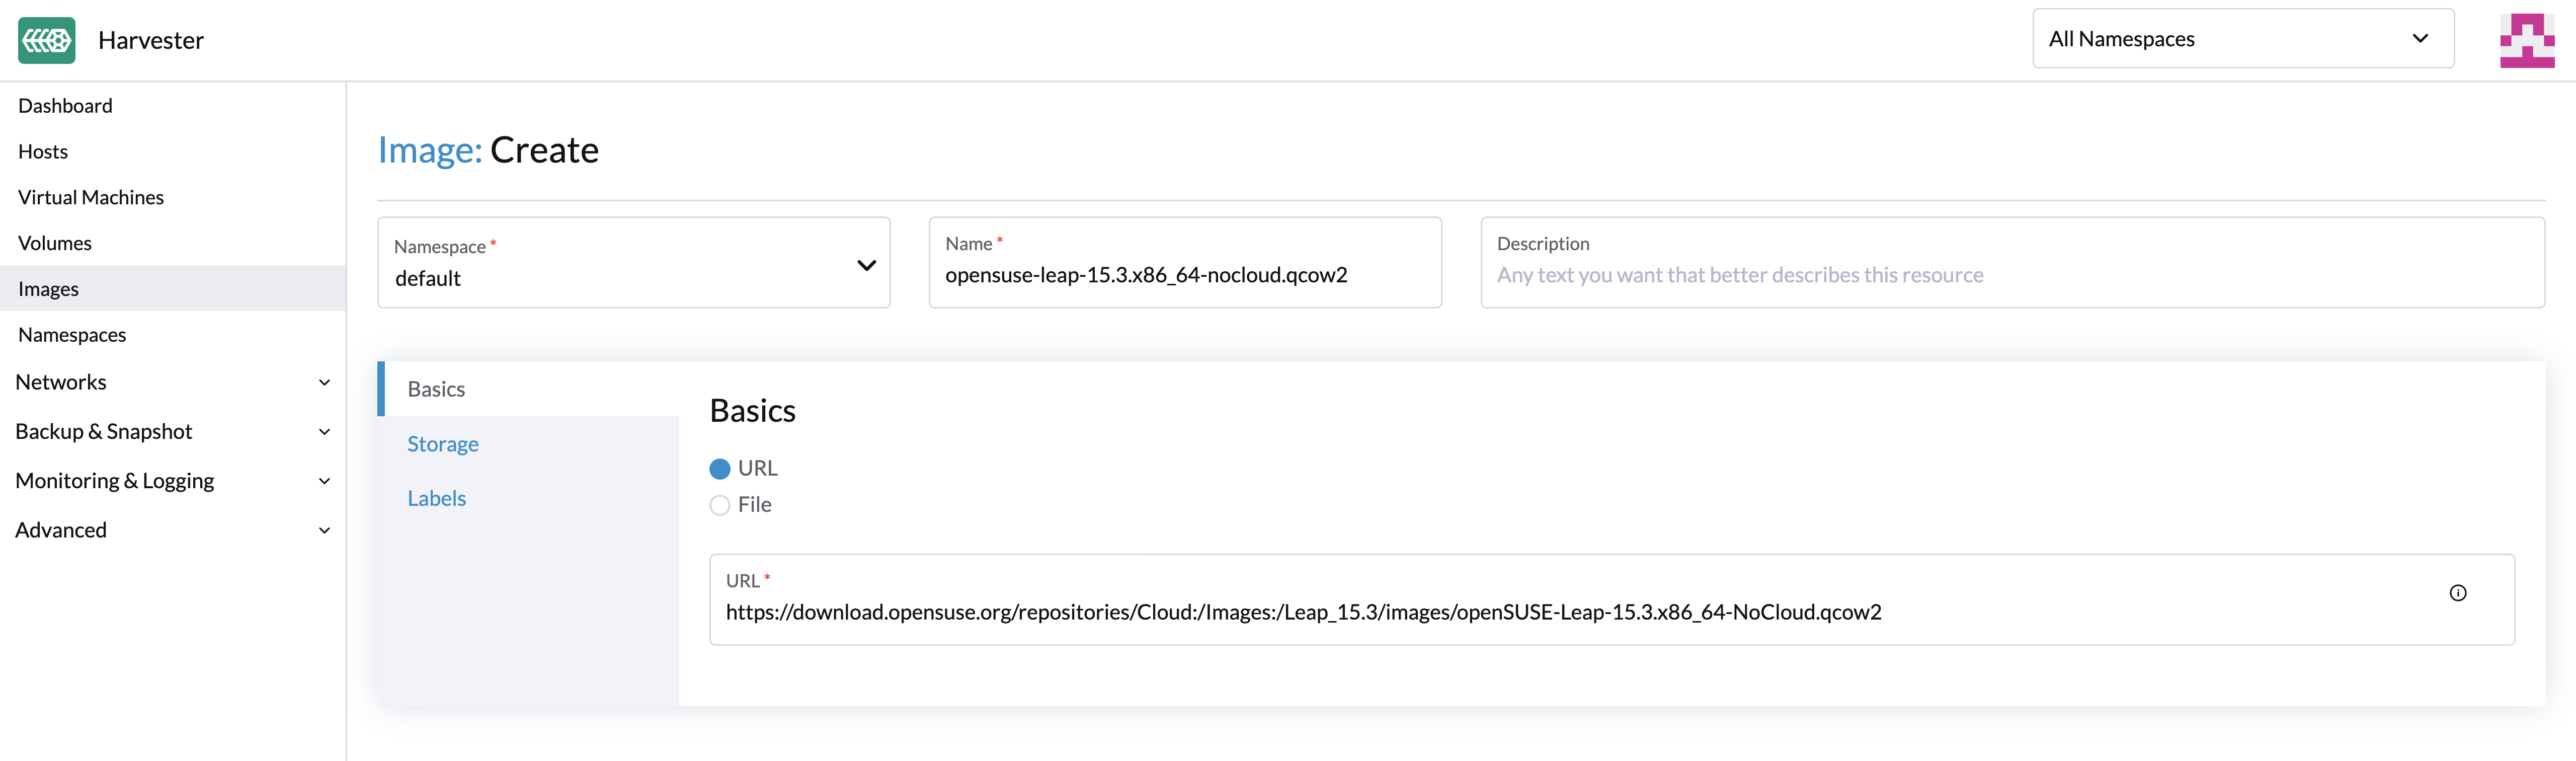 Harvester
All Namespaces
Dashboard
Hosts
Virtual Machines
Volumes
Images
Namespaces
Networks
Backup & Snapshot
Monitoring & Logging
Advanced
Image: Create
Namespace *
default
Name *
opensuse-leap-15.3.x86_64-nocloud.qcow2
Description
Any text you want that better describes this resource
Basics
Storage
Labels
Basics
URL
File
URL *
https://download.opensuse.org/repositories/Cloud:/Images:/Leap_15.3/images/openSUSE-Leap-15.3.x86_64-NoCloud.qcow2